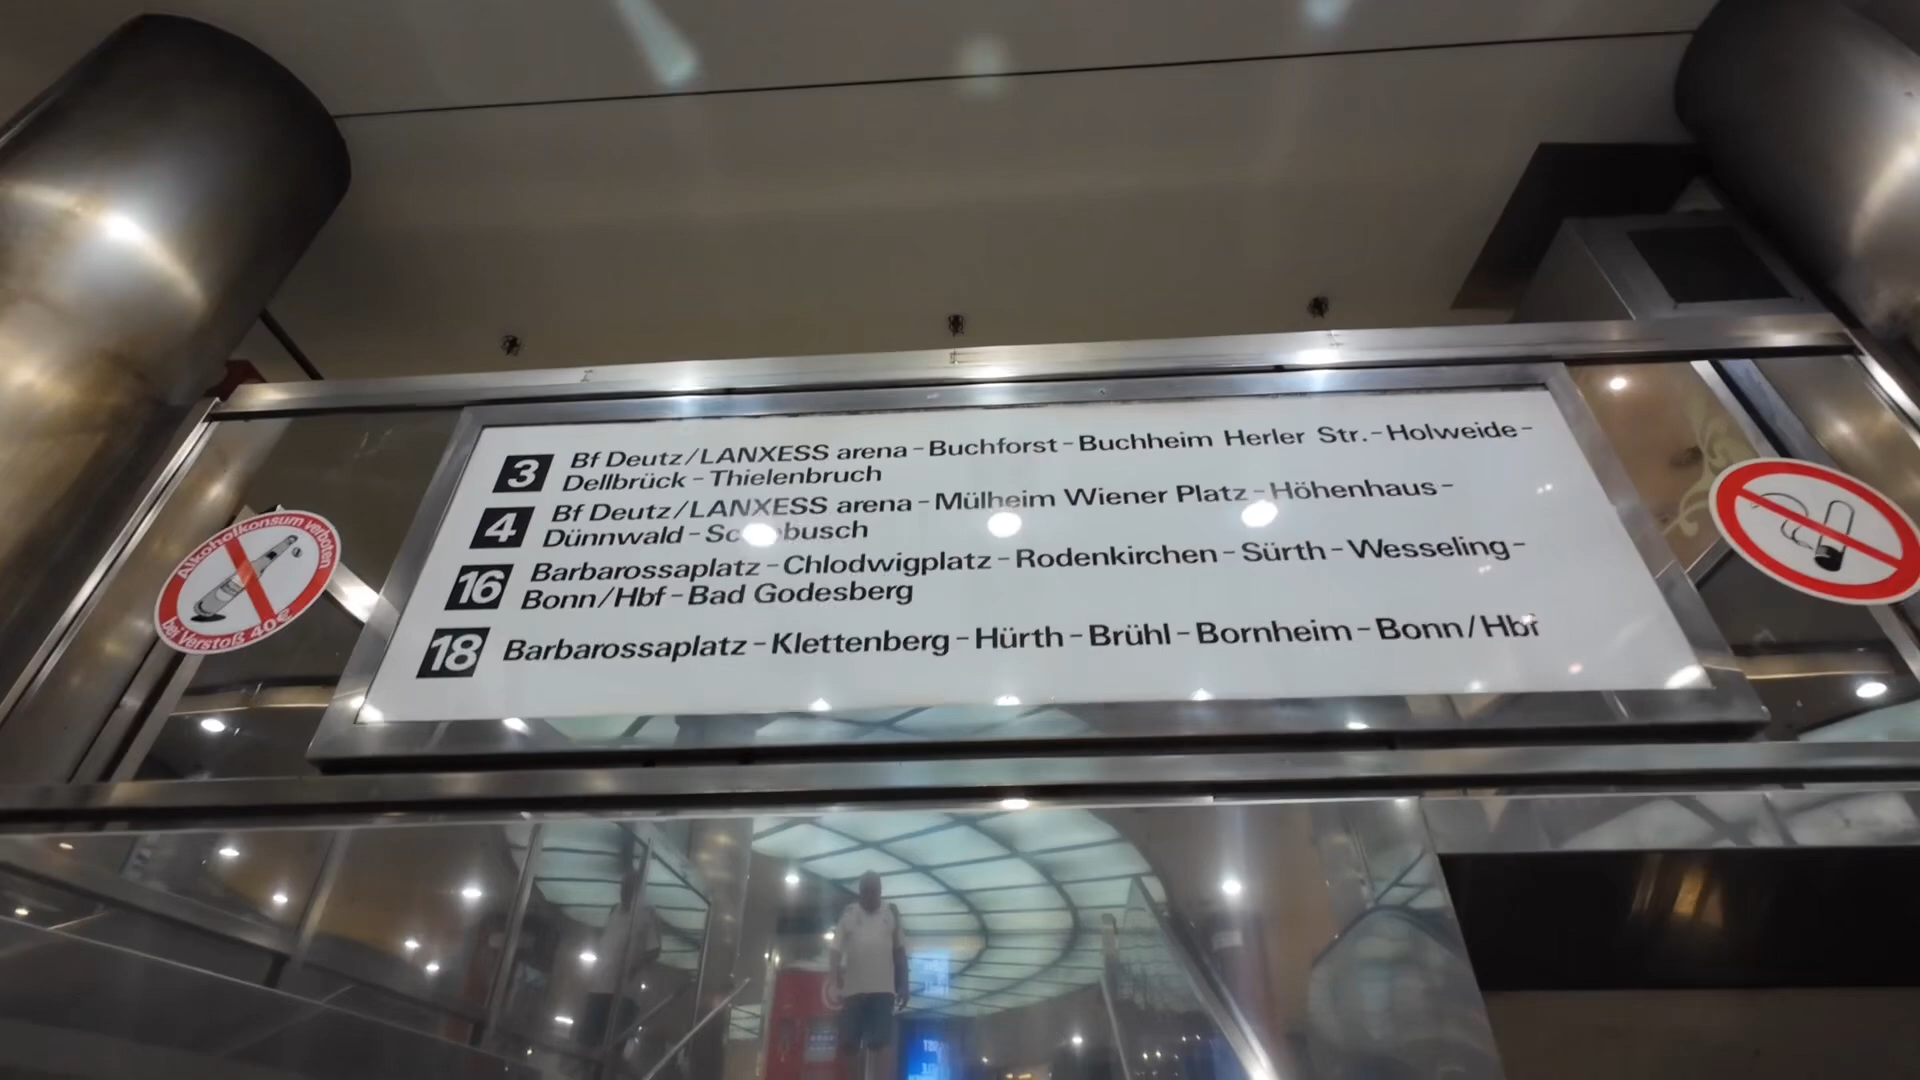 3 Bf Deutz/LANXESS arena – Buchforst – Buchheim Herler Str. – Holweide –
Dellbrück – Thielenbruch
4 Bf Deutz/LANXESS arena – Mülheim Wiener Platz – Höhenhaus –
Dünnwald –
16 Barbarossaplatz – Chlodwigplatz – Rodenkirchen – Sürth – Wesseling –
Bonn/Hbf – Bad Godesberg
18 Barbarossaplatz – Klettenberg – Hürth – Brühl – Bornheim – Bonn/Hbf
Alkoholkonsum verboten
bei Verstoß 40€